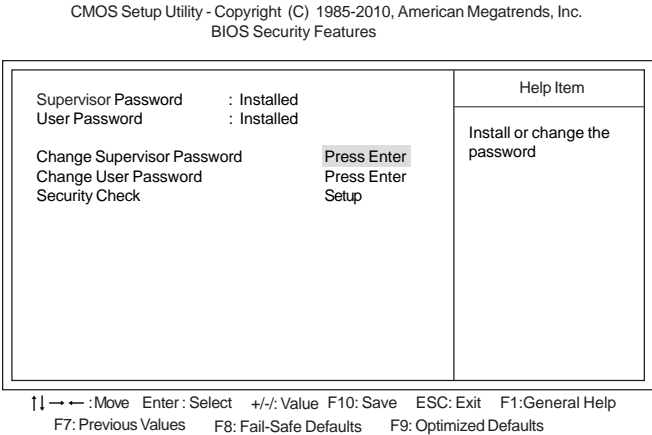 CMOS Setup Utility - Copyright (C) 1985-2010, American Megatrends, Inc.
BIOS Security Features
Supervisor Password : Installed
User Password : Installed
Change Supervisor Password Press Enter
Change User Password Press Enter
Security Check Setup
Help Item
Install or change the
password
↑↓→← : Move Enter : Select +/-/: Value F10: Save ESC: Exit F1:General Help
F7: Previous Values F8: Fail-Safe Defaults F9: Optimized Defaults